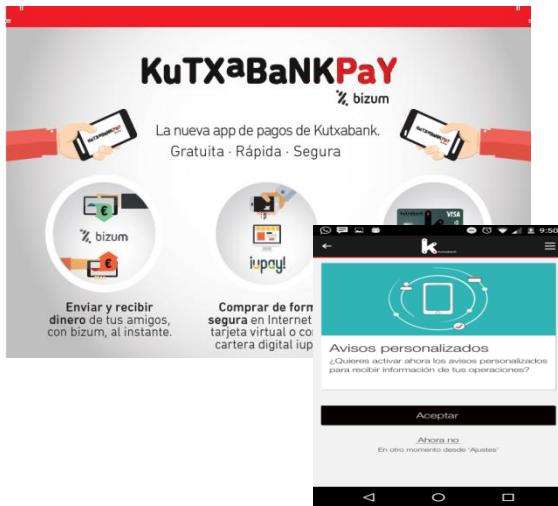 KuTXaBaNKPaY
bizum
La nueva app de pagos de Kutxabank.
Gratuita · Rápida · Segura
KUTXABANKPAY
KUTXABANKPAY
bizum
iupay!
kutxabank VISA
Enviar y recibir
dinero de tus amigos,
con bizum, al instante.
Comprar de form
segura en Internet
tarjeta virtual o co
cartera digital iup
9:50
k
Avisos personalizados
¿Quieres activar ahora los avisos personalizados
para recibir información de tus operaciones?
Aceptar
Ahora no
En otro momento desde 'Ajustes'